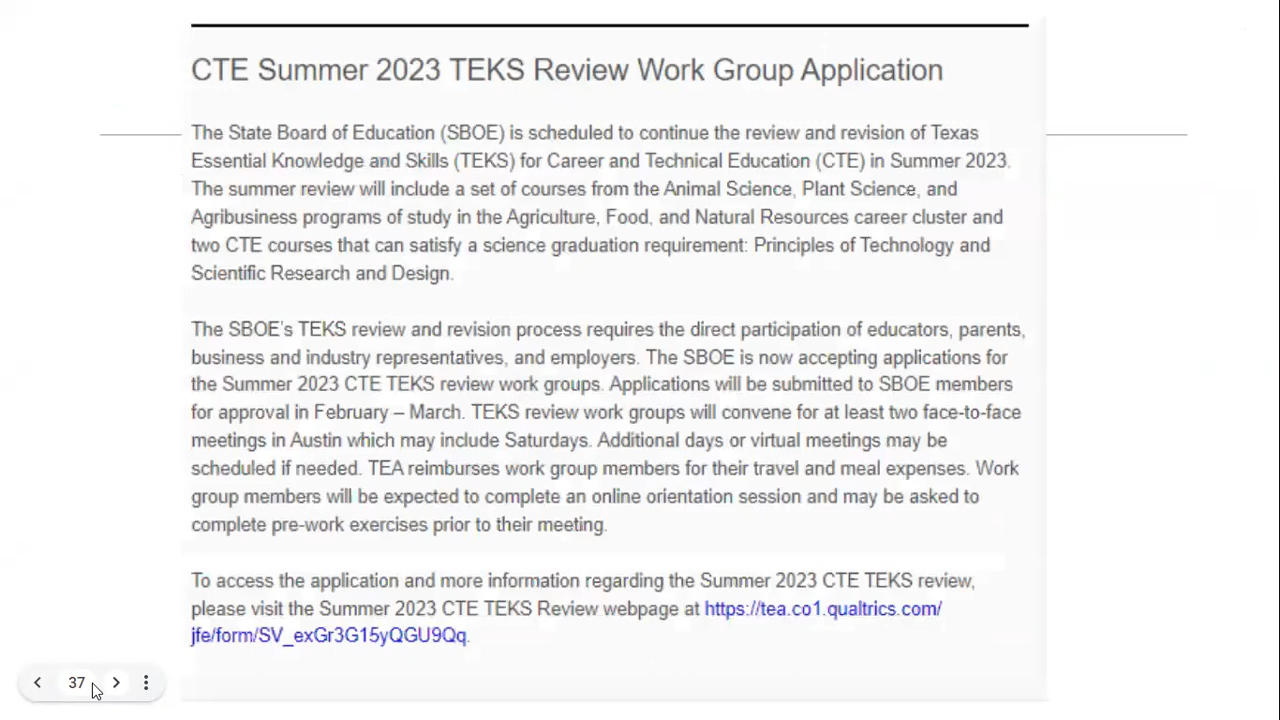 CTE Summer 2023 TEKS Review Work Group Application
The State Board of Education (SBOE) is scheduled to continue the review and revision of Texas
Essential Knowledge and Skills (TEKS) for Career and Technical Education (CTE) in Summer 2023.
The summer review will include a set of courses from the Animal Science, Plant Science, and
Agribusiness programs of study in the Agriculture, Food, and Natural Resources career cluster and
two CTE courses that can satisfy a science graduation requirement: Principles of Technology and
Scientific Research and Design.
The SBOE's TEKS review and revision process requires the direct participation of educators, parents,
business and industry representatives, and employers. The SBOE is now accepting applications for
the Summer 2023 CTE TEKS review work groups. Applications will be submitted to SBOE members
for approval in February – March. TEKS review work groups will convene for at least two face-to-face
meetings in Austin which may include Saturdays. Additional days or virtual meetings may be
scheduled if needed. TEA reimburses work group members for their travel and meal expenses. Work
group members will be expected to complete an online orientation session and may be asked to
complete pre-work exercises prior to their meeting.
To access the application and more information regarding the Summer 2023 CTE TEKS review,
please visit the Summer 2023 CTE TEKS Review webpage at https://tea.co1.qualtrics.com/
jfe/form/SV_exGr3G15yQGU9Qq.
37